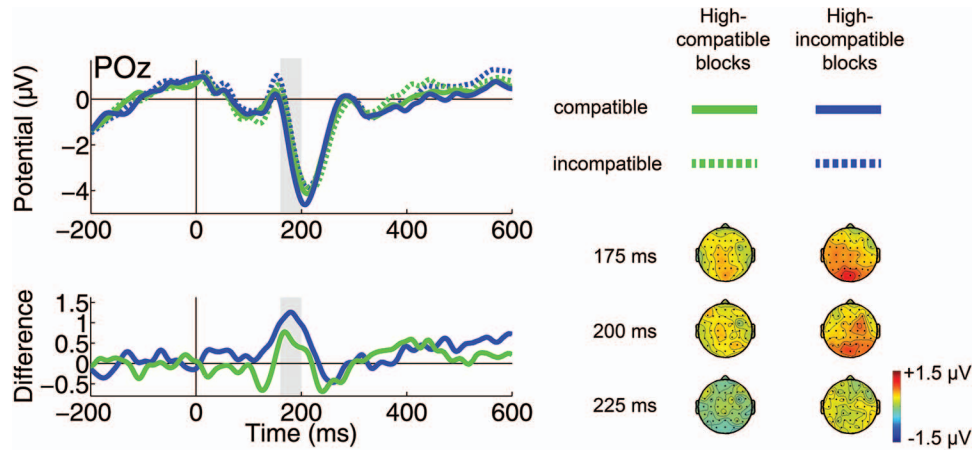 POz
Potential (µV)
0
−2
−4
−200 0 200 400 600
Difference
1.5
1
0.5
0
-0.5
−200 0 200 400 600
Time (ms)
High-
compatible
blocks
High-
incompatible
blocks
compatible
incompatible
175 ms
200 ms
225 ms
+1.5 µV
-1.5 µV